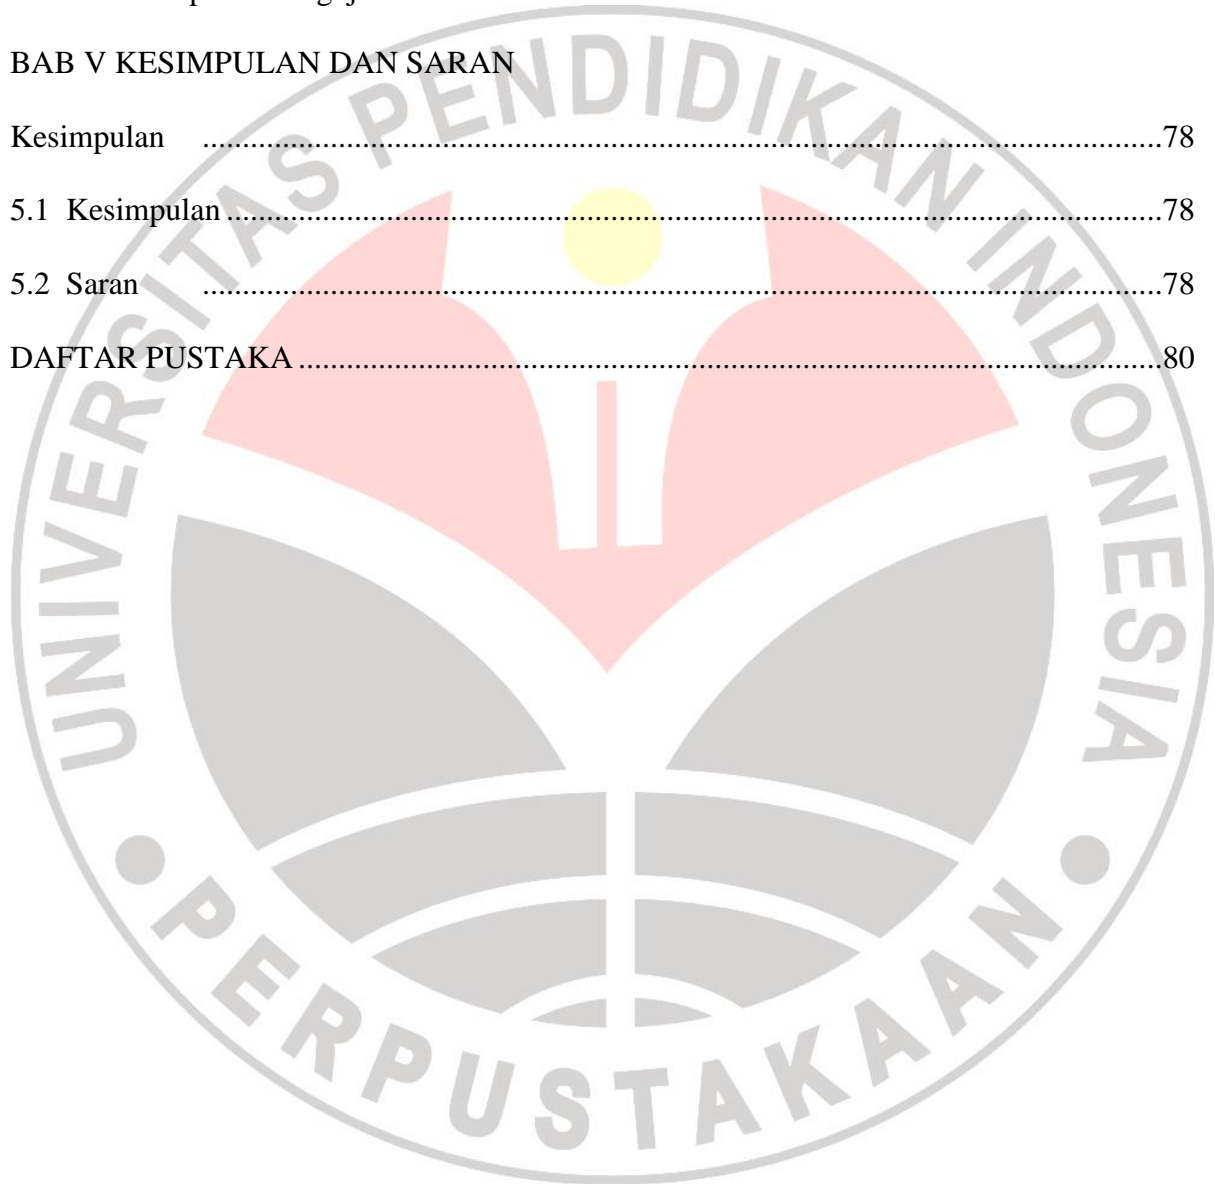 BAB V KESIMPULAN DAN SARAN
Kesimpulan ........................................................................................................................78
5.1 Kesimpulan .....................................................................................................................78
5.2 Saran ........................................................................................................................78
DAFTAR PUSTAKA ............................................................................................................80
UNIVERSITAS PENDIDIKAN INDONESIA
PERPUSTAKAAN